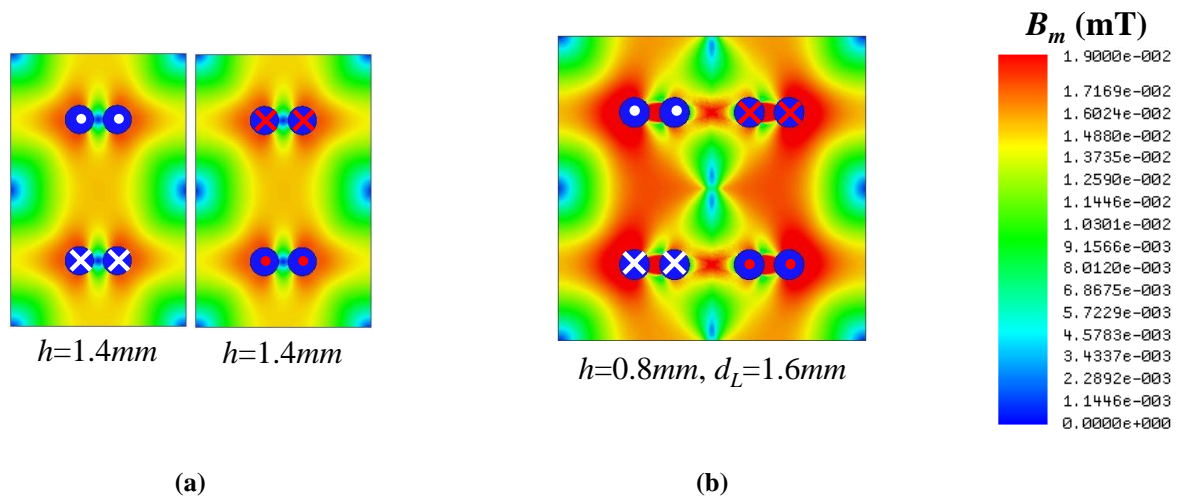 B_m (mT)
1.9000e-002
1.7169e-002
1.6024e-002
1.4880e-002
1.3735e-002
1.2590e-002
1.1446e-002
1.0301e-002
9.1566e-003
8.0120e-003
6.8675e-003
5.7229e-003
4.5783e-003
3.4337e-003
2.2892e-003
1.1446e-003
0.0000e+000
h=1.4mm h=1.4mm
h=0.8mm, d_L=1.6mm
(a) (b)